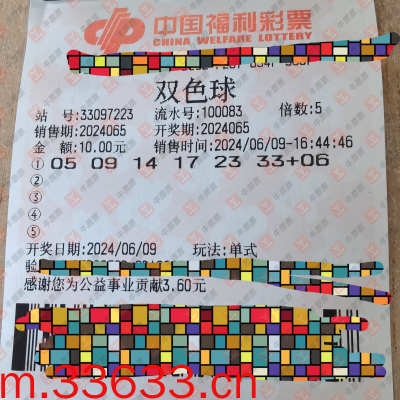 中国福利彩票
CHINA WELFARE LOTTERY
双色球
站 号:33097223 流水号:100083 倍数:5
销售期:2024065 开奖期:2024065
金 额:10.00元 销售时间:2024/06/09-16:44:46
① 05 09 14 17 23 33+06
②
③
④
⑤
开奖日期:2024/06/09 玩法:单式
验
感谢您为公益事业贡献3.60元
m.33633.cn